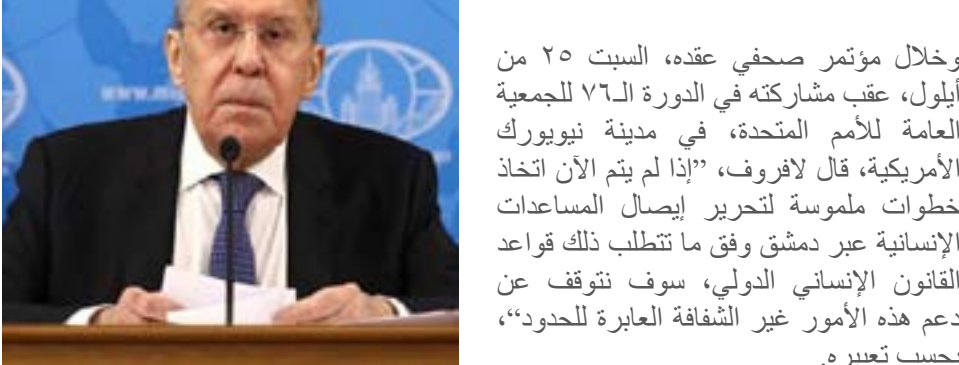 وخلال مؤتمر صحفي عقده، السبت ٢٥ من
أيلول، عقب مشاركته في الدورة الـ٧٦ للجمعية
العامة للأمم المتحدة، في مدينة نيويورك
الأمريكية، قال لافروف، ”إذا لم يتم الآن اتخاذ
خطوات ملموسة لتحرير إيصال المساعدات
الإنسانية عبر دمشق وفق ما تتطلب ذلك قواعد
القانون الإنساني الدولي، سوف نتوقف عن
دعم هذه الأمور غير الشفافة العابرة للحدود“،
بحسب تعبيره.